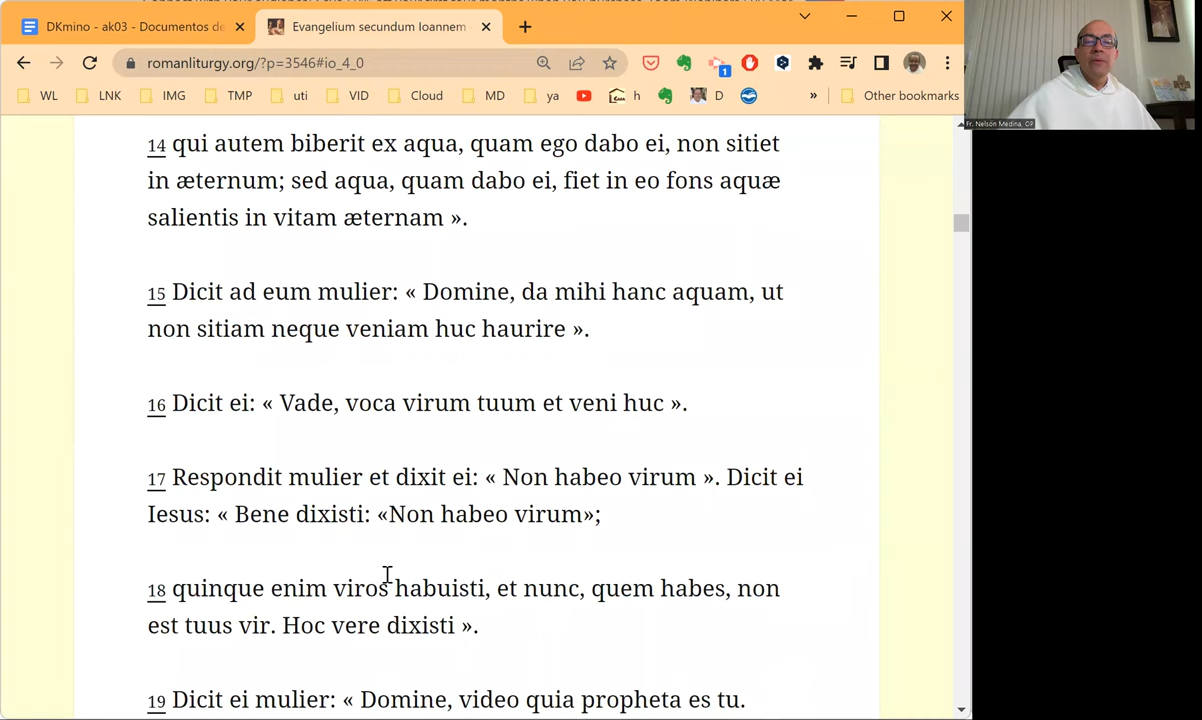 DKmino - ak03 - Documentos de
Evangelium secundum Ioannem
romanliturgy.org/?p=3546#io_4_0
1
WL LNK IMG TMP uti VID Cloud MD ya h D » Other bookmarks
Fr. Nelson Medina, OP
14 qui autem biberit ex aqua, quam ego dabo ei, non sitiet
in æternum; sed aqua, quam dabo ei, fiet in eo fons aquæ
salientis in vitam æternam ».
15 Dicit ad eum mulier: « Domine, da mihi hanc aquam, ut
non sitiam neque veniam huc haurire ».
16 Dicit ei: « Vade, voca virum tuum et veni huc ».
17 Respondit mulier et dixit ei: « Non habeo virum ». Dicit ei
Iesus: « Bene dixisti: «Non habeo virum»;
18 quinque enim viros habuisti, et nunc, quem habes, non
est tuus vir. Hoc vere dixisti ».
19 Dicit ei mulier: « Domine, video quia propheta es tu.